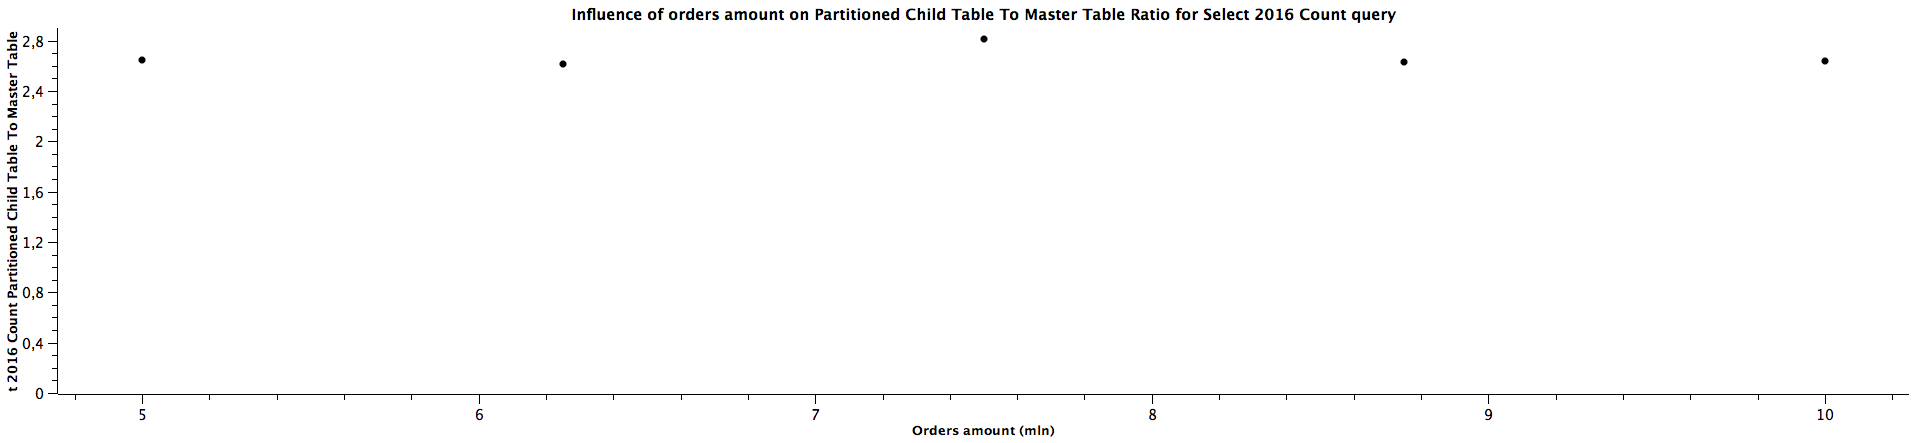 Influence of orders amount on Partitioned Child Table To Master Table Ratio for Select 2016 Count query
t 2016 Count Partitioned Child Table To Master Table
2,8
2,4
2
1,6
1,2
0,8
0,4
0
5 6 7 8 9 10
Orders amount (mln)